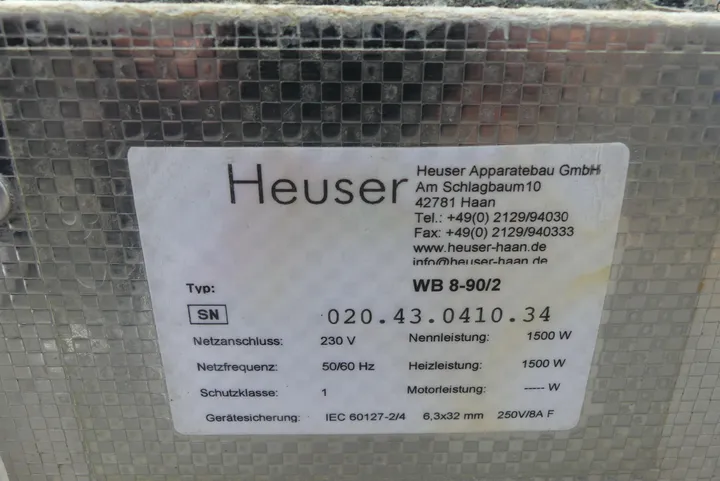 Heuser
Heuser Apparatebau GmbH
Am Schlagbaum10
42781 Haan
Tel.: +49(0) 2129/94030
Fax: +49(0) 2129/940333
www.heuser-haan.de
info@heuser-haan.de
Typ: WB 8-90/2
SN 020.43.0410.34
Netzanschluss: 230 V Nennleistung: 1500 W
Netzfrequenz: 50/60 Hz Heizleistung: 1500 W
Schutzklasse: 1 Motorleistung: ----- W
Gerätesicherung: IEC 60127-2/4 6,3x32 mm 250V/8A F